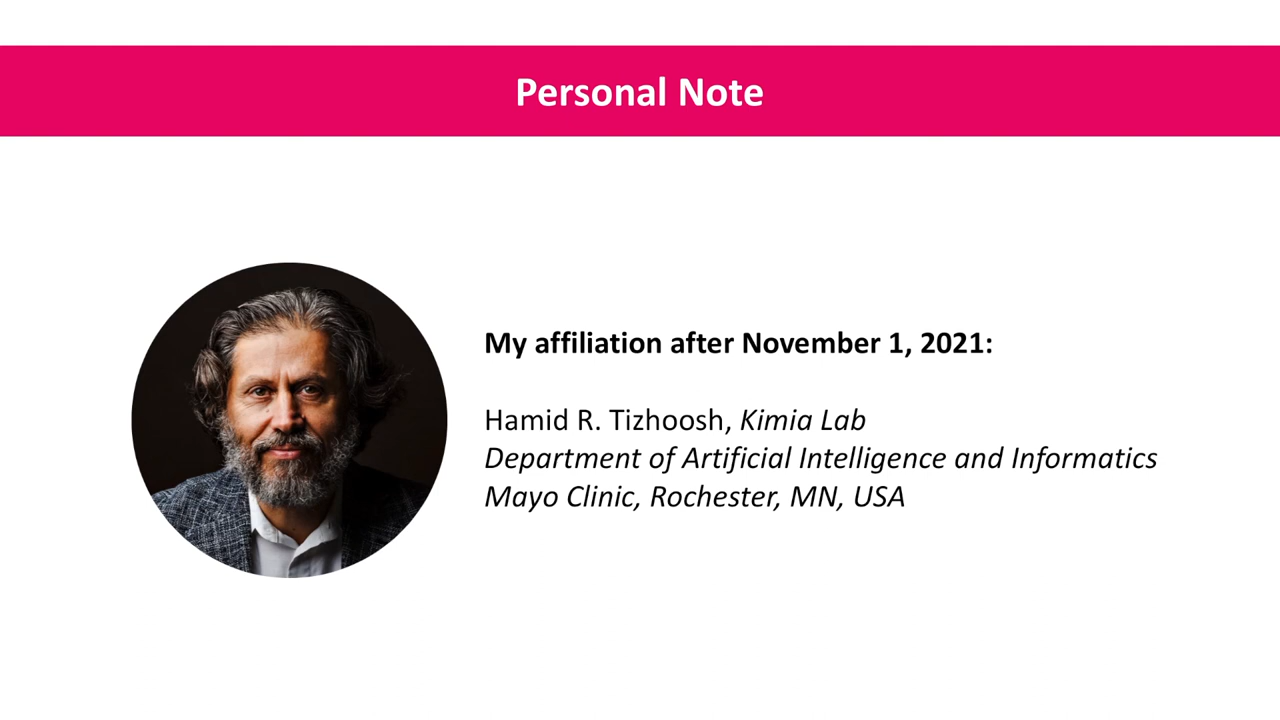 Personal Note
My affiliation after November 1, 2021:
Hamid R. Tizhoosh, Kimia Lab
Department of Artificial Intelligence and Informatics
Mayo Clinic, Rochester, MN, USA